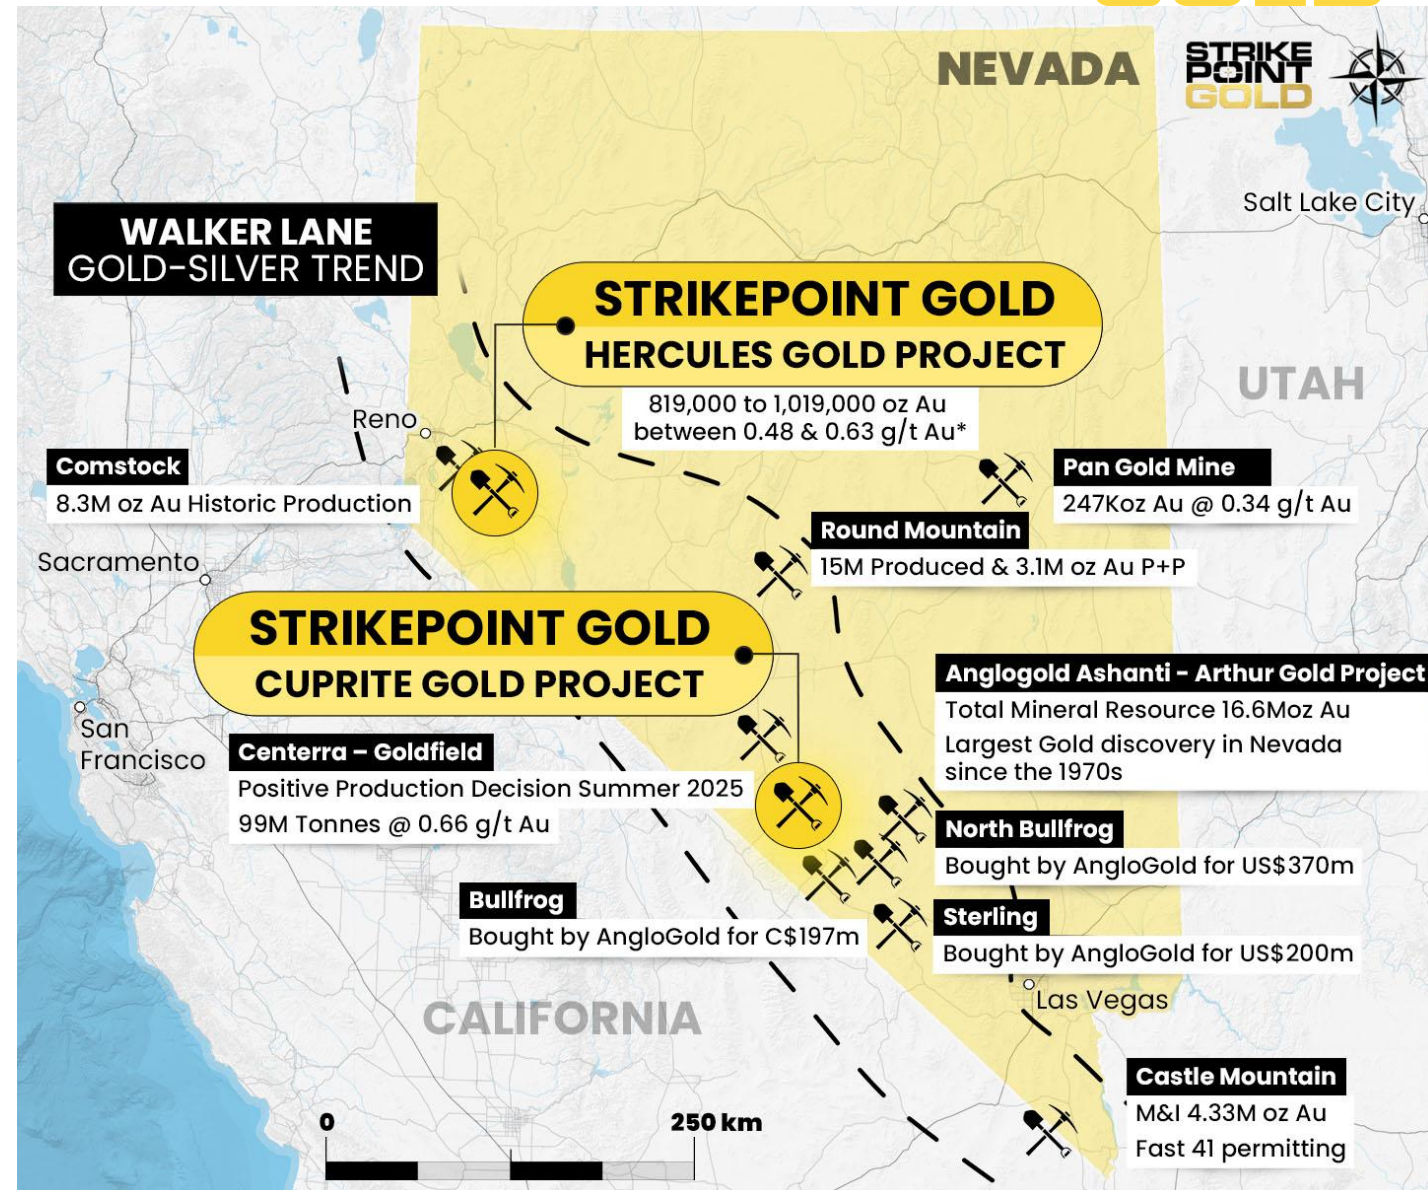 NEVADA
STRIKE
POINT
GOLD
Salt Lake City
WALKER LANE
GOLD-SILVER TREND
STRIKEPOINT GOLD
HERCULES GOLD PROJECT
819,000 to 1,019,000 oz Au
between 0.48 & 0.63 g/t Au*
UTAH
Reno
Comstock
8.3M oz Au Historic Production
Pan Gold Mine
247Koz Au @ 0.34 g/t Au
Round Mountain
15M Produced & 3.1M oz Au P+P
Sacramento
STRIKEPOINT GOLD
CUPRITE GOLD PROJECT
Anglogold Ashanti - Arthur Gold Project
Total Mineral Resource 16.6Moz Au
Largest Gold discovery in Nevada
since the 1970s
San
Francisco
Centerra – Goldfield
Positive Production Decision Summer 2025
99M Tonnes @ 0.66 g/t Au
North Bullfrog
Bought by AngloGold for US$370m
Bullfrog
Bought by AngloGold for C$197m
Sterling
Bought by AngloGold for US$200m
Las Vegas
CALIFORNIA
Castle Mountain
M&I 4.33M oz Au
Fast 41 permitting
0
250 km